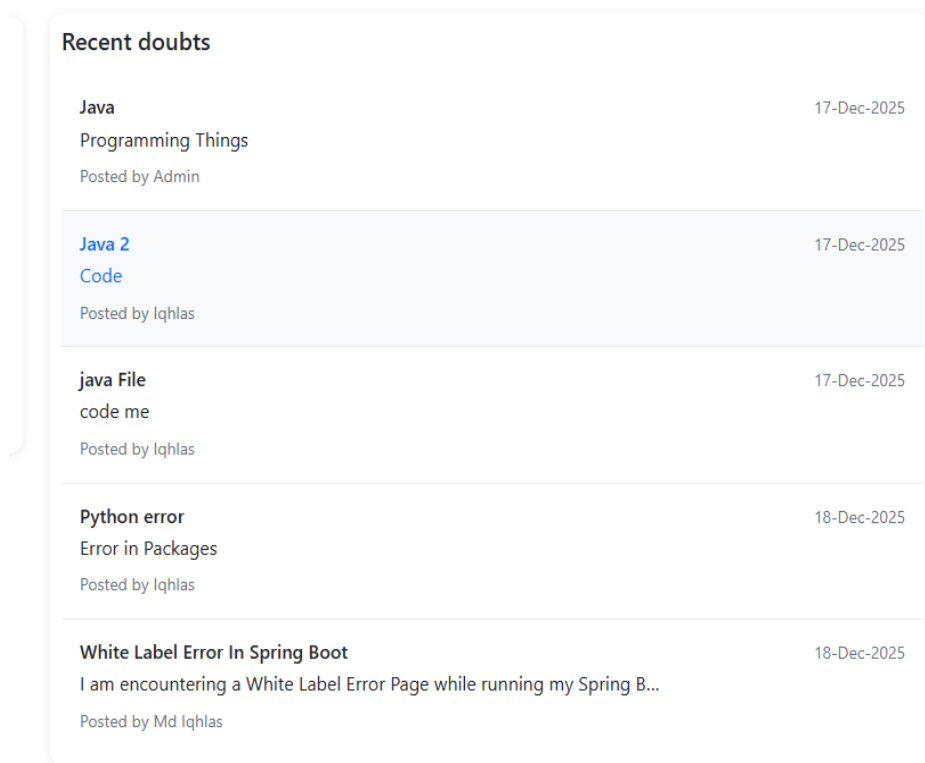 Recent doubts
Java 17-Dec-2025
Programming Things
Posted by Admin
Java 2 17-Dec-2025
Code
Posted by Iqhlas
java File 17-Dec-2025
code me
Posted by Iqhlas
Python error 18-Dec-2025
Error in Packages
Posted by Iqhlas
White Label Error In Spring Boot 18-Dec-2025
I am encountering a White Label Error Page while running my Spring B...
Posted by Md Iqhlas